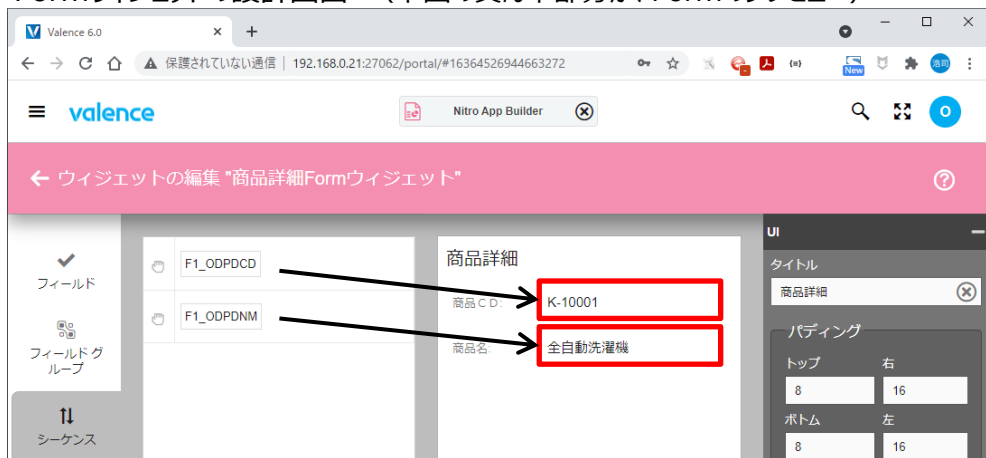 Valence 6.0
保護されていない通信 | 192.168.0.21:27062/portal/#16364526944663272
New
浩司
valence
Nitro App Builder
O
ウィジェットの編集 "商品詳細Formウィジェット"
フィールド
フィールド グループ
シーケンス
F1_ODPDCD
F1_ODPDNM
商品詳細
商品ＣＤ:
K-10001
商品名:
全自動洗濯機
UI
タイトル
商品詳細
パディング
トップ
右
8
16
ボトム
左
8
16